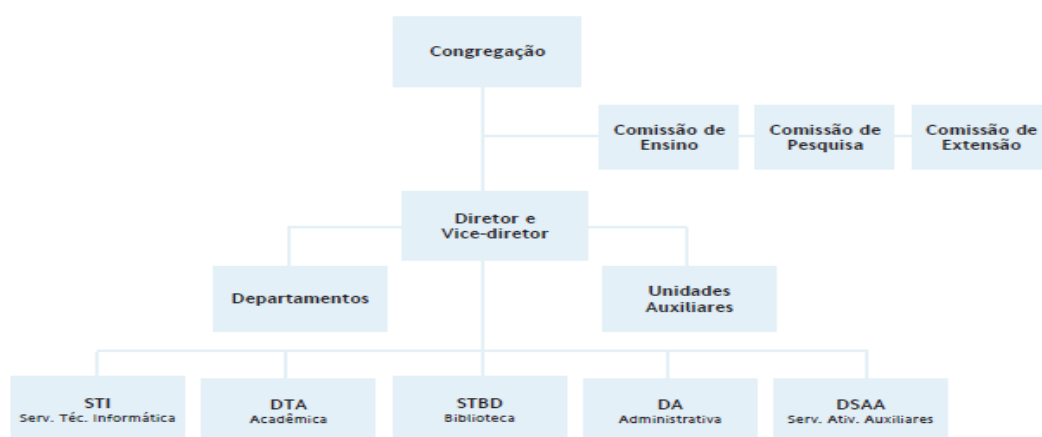 Congregação
Comissão de
Ensino
Comissão de
Pesquisa
Comissão de
Extensão
Diretor e
Vice-diretor
Departamentos
Unidades
Auxiliares
STI
Serv. Téc. Informática
DTA
Acadêmica
STBD
Biblioteca
DA
Administrativa
DSAA
Serv. Ativ. Auxiliares